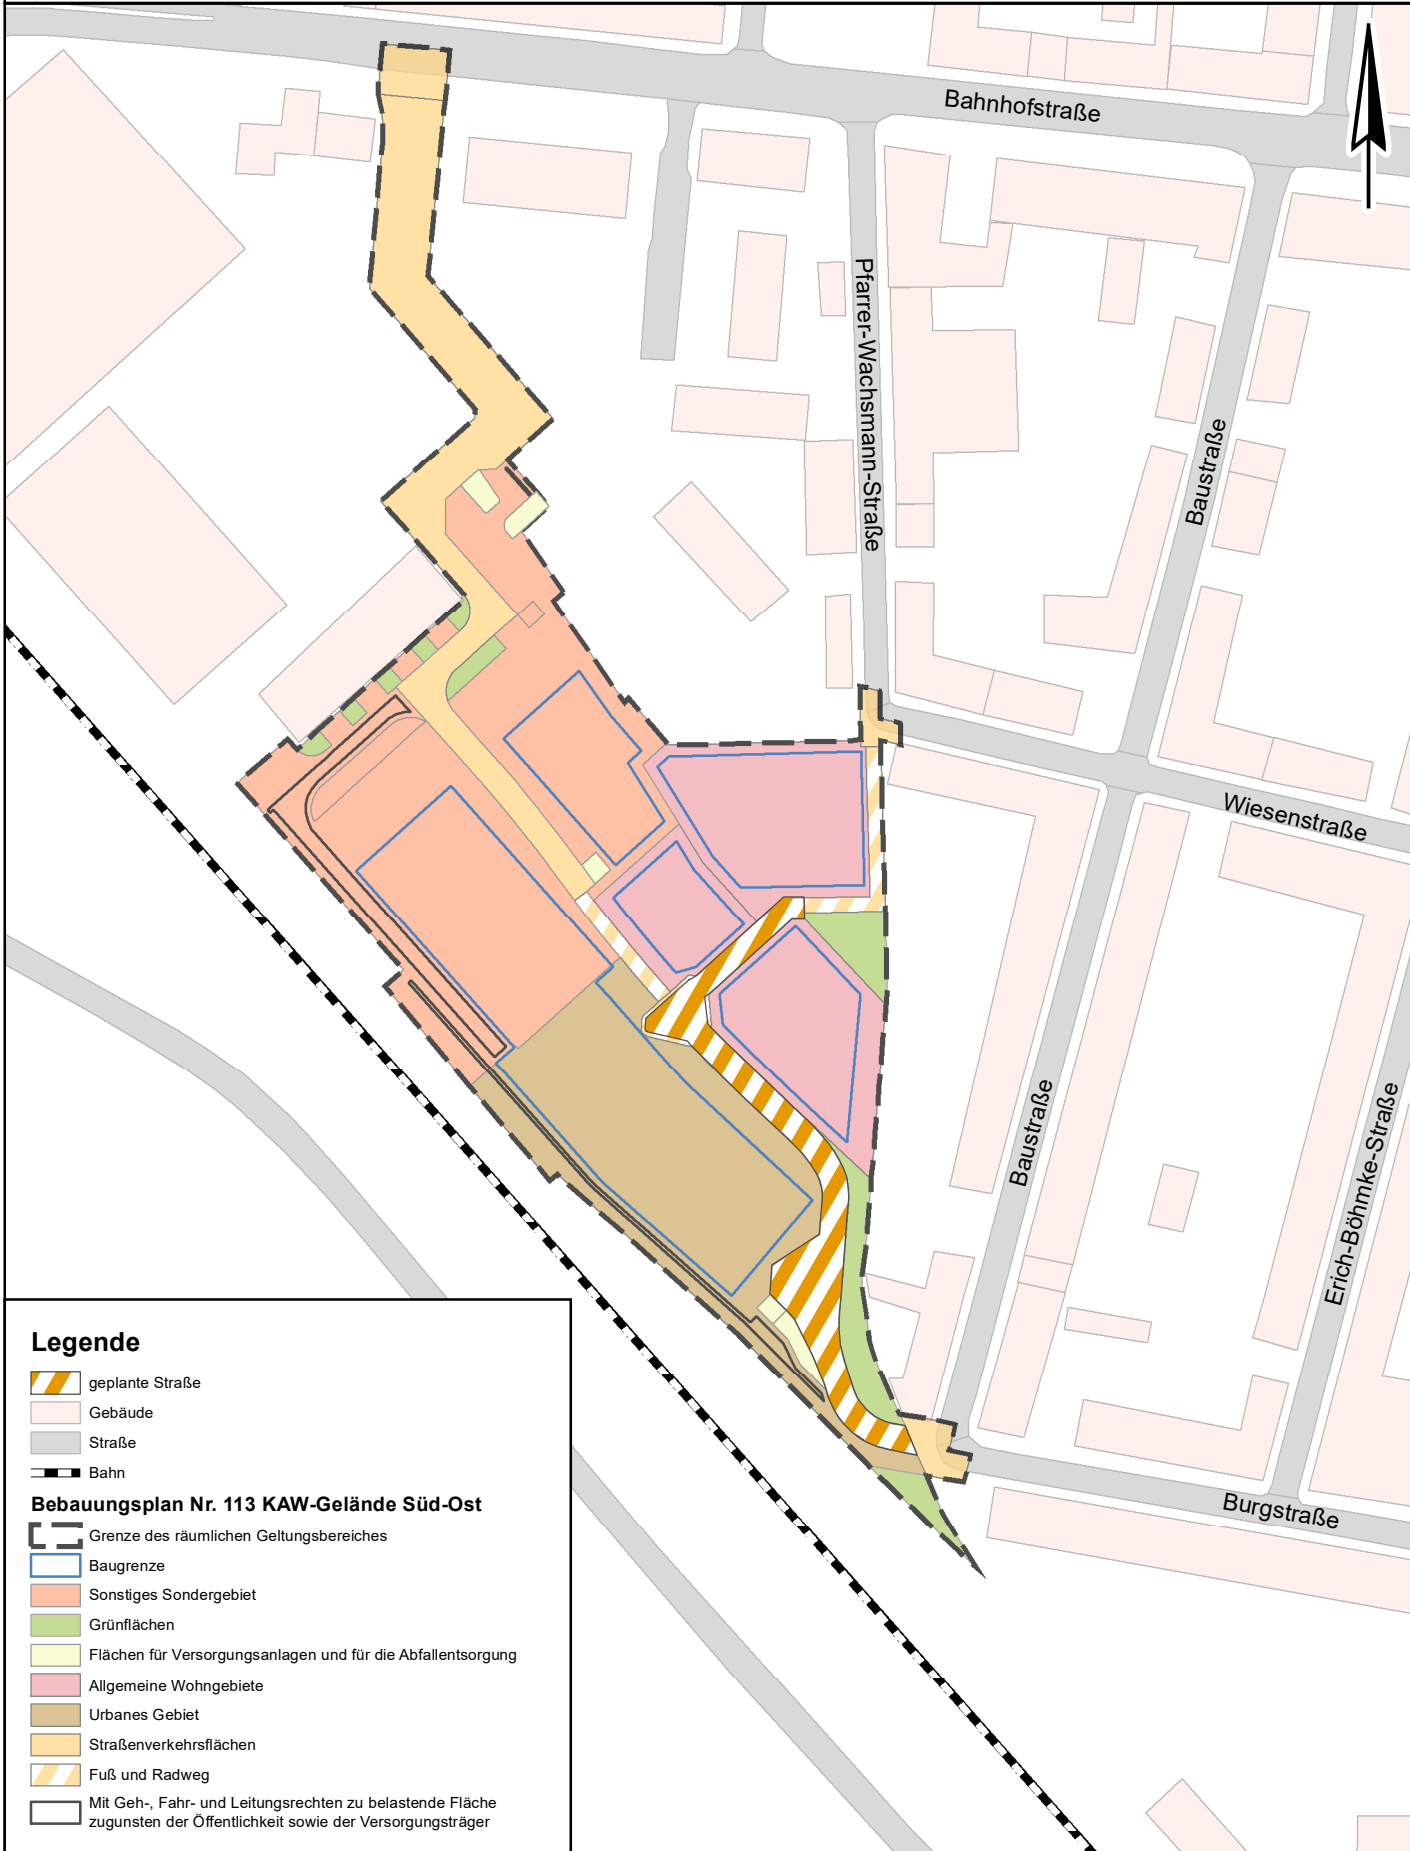 Bahnhofstraße
Pfarrer-Wachsmann-Straße
Baustraße
Wiesenstraße
Baustraße
Erich-Böhmke-Straße
Burgstraße
Legende
geplante Straße
Gebäude
Straße
Bahn
Bebauungsplan Nr. 113 KAW-Gelände Süd-Ost
Grenze des räumlichen Geltungsbereiches
Baugrenze
Sonstiges Sondergebiet
Grünflächen
Flächen für Versorgungsanlagen und für die Abfallentsorgung
Allgemeine Wohngebiete
Urbanes Gebiet
Straßenverkehrsflächen
Fuß und Radweg
Mit Geh-, Fahr- und Leitungsrechten zu belastende Fläche
zugunsten der Öffentlichkeit sowie der Versorgungsträger